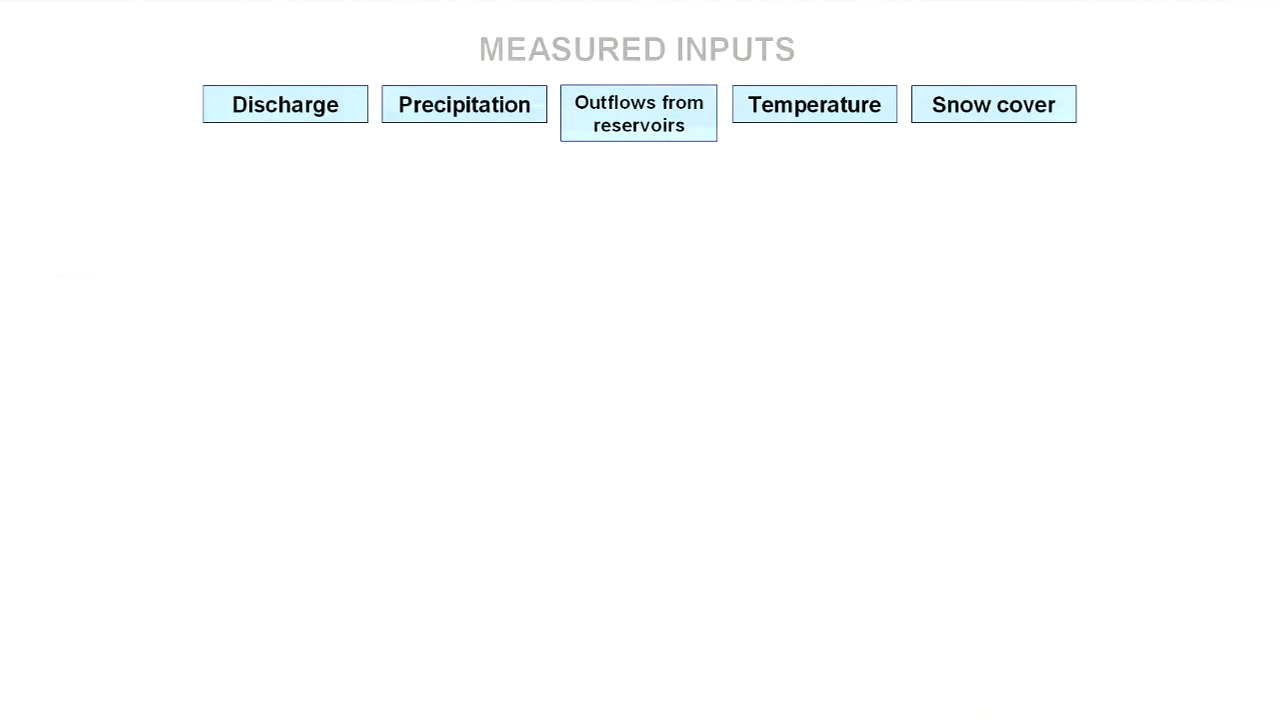 MEASURED INPUTS
Discharge
Precipitation
Outflows from
reservoirs
Temperature
Snow cover